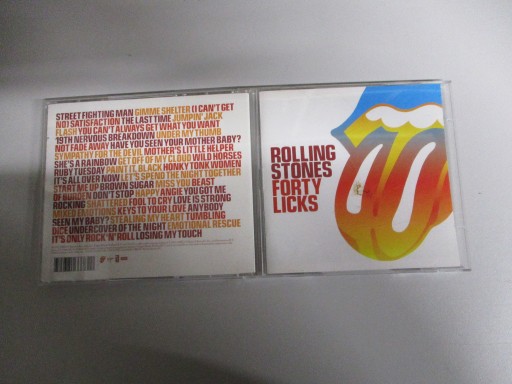 STREET FIGHTING MAN GIMME SHELTER (I CAN'T GET
NO) SATISFACTION THE LAST TIME JUMPIN' JACK
FLASH YOU CAN'T ALWAYS GET WHAT YOU WANT
19TH NERVOUS BREAKDOWN UNDER MY THUMB
NOT FADE AWAY HAVE YOU SEEN YOUR MOTHER BABY?
SYMPATHY FOR THE DEVIL MOTHER'S LITTLE HELPER
SHE'S A RAINBOW GET OFF OF MY CLOUD WILD HORSES
RUBY TUESDAY PAINT IT, BLACK HONKY TONK WOMEN
IT'S ALL OVER NOW LET'S SPEND THE NIGHT TOGETHER
START ME UP BROWN SUGAR MISS YOU BEAST
OF BURDEN DON'T STOP HAPPY ANGIE YOU GOT ME
ROCKING SHATTERED FOOL TO CRY LOVE IS STRONG
MIXED EMOTIONS KEYS TO YOUR LOVE ANYBODY
SEEN MY BABY? STEALING MY HEART TUMBLING
DICE UNDERCOVER OF THE NIGHT EMOTIONAL RESCUE
IT'S ONLY ROCK 'N' ROLL LOSING MY TOUCH
ROLLING
STONES
FORTY
LICKS